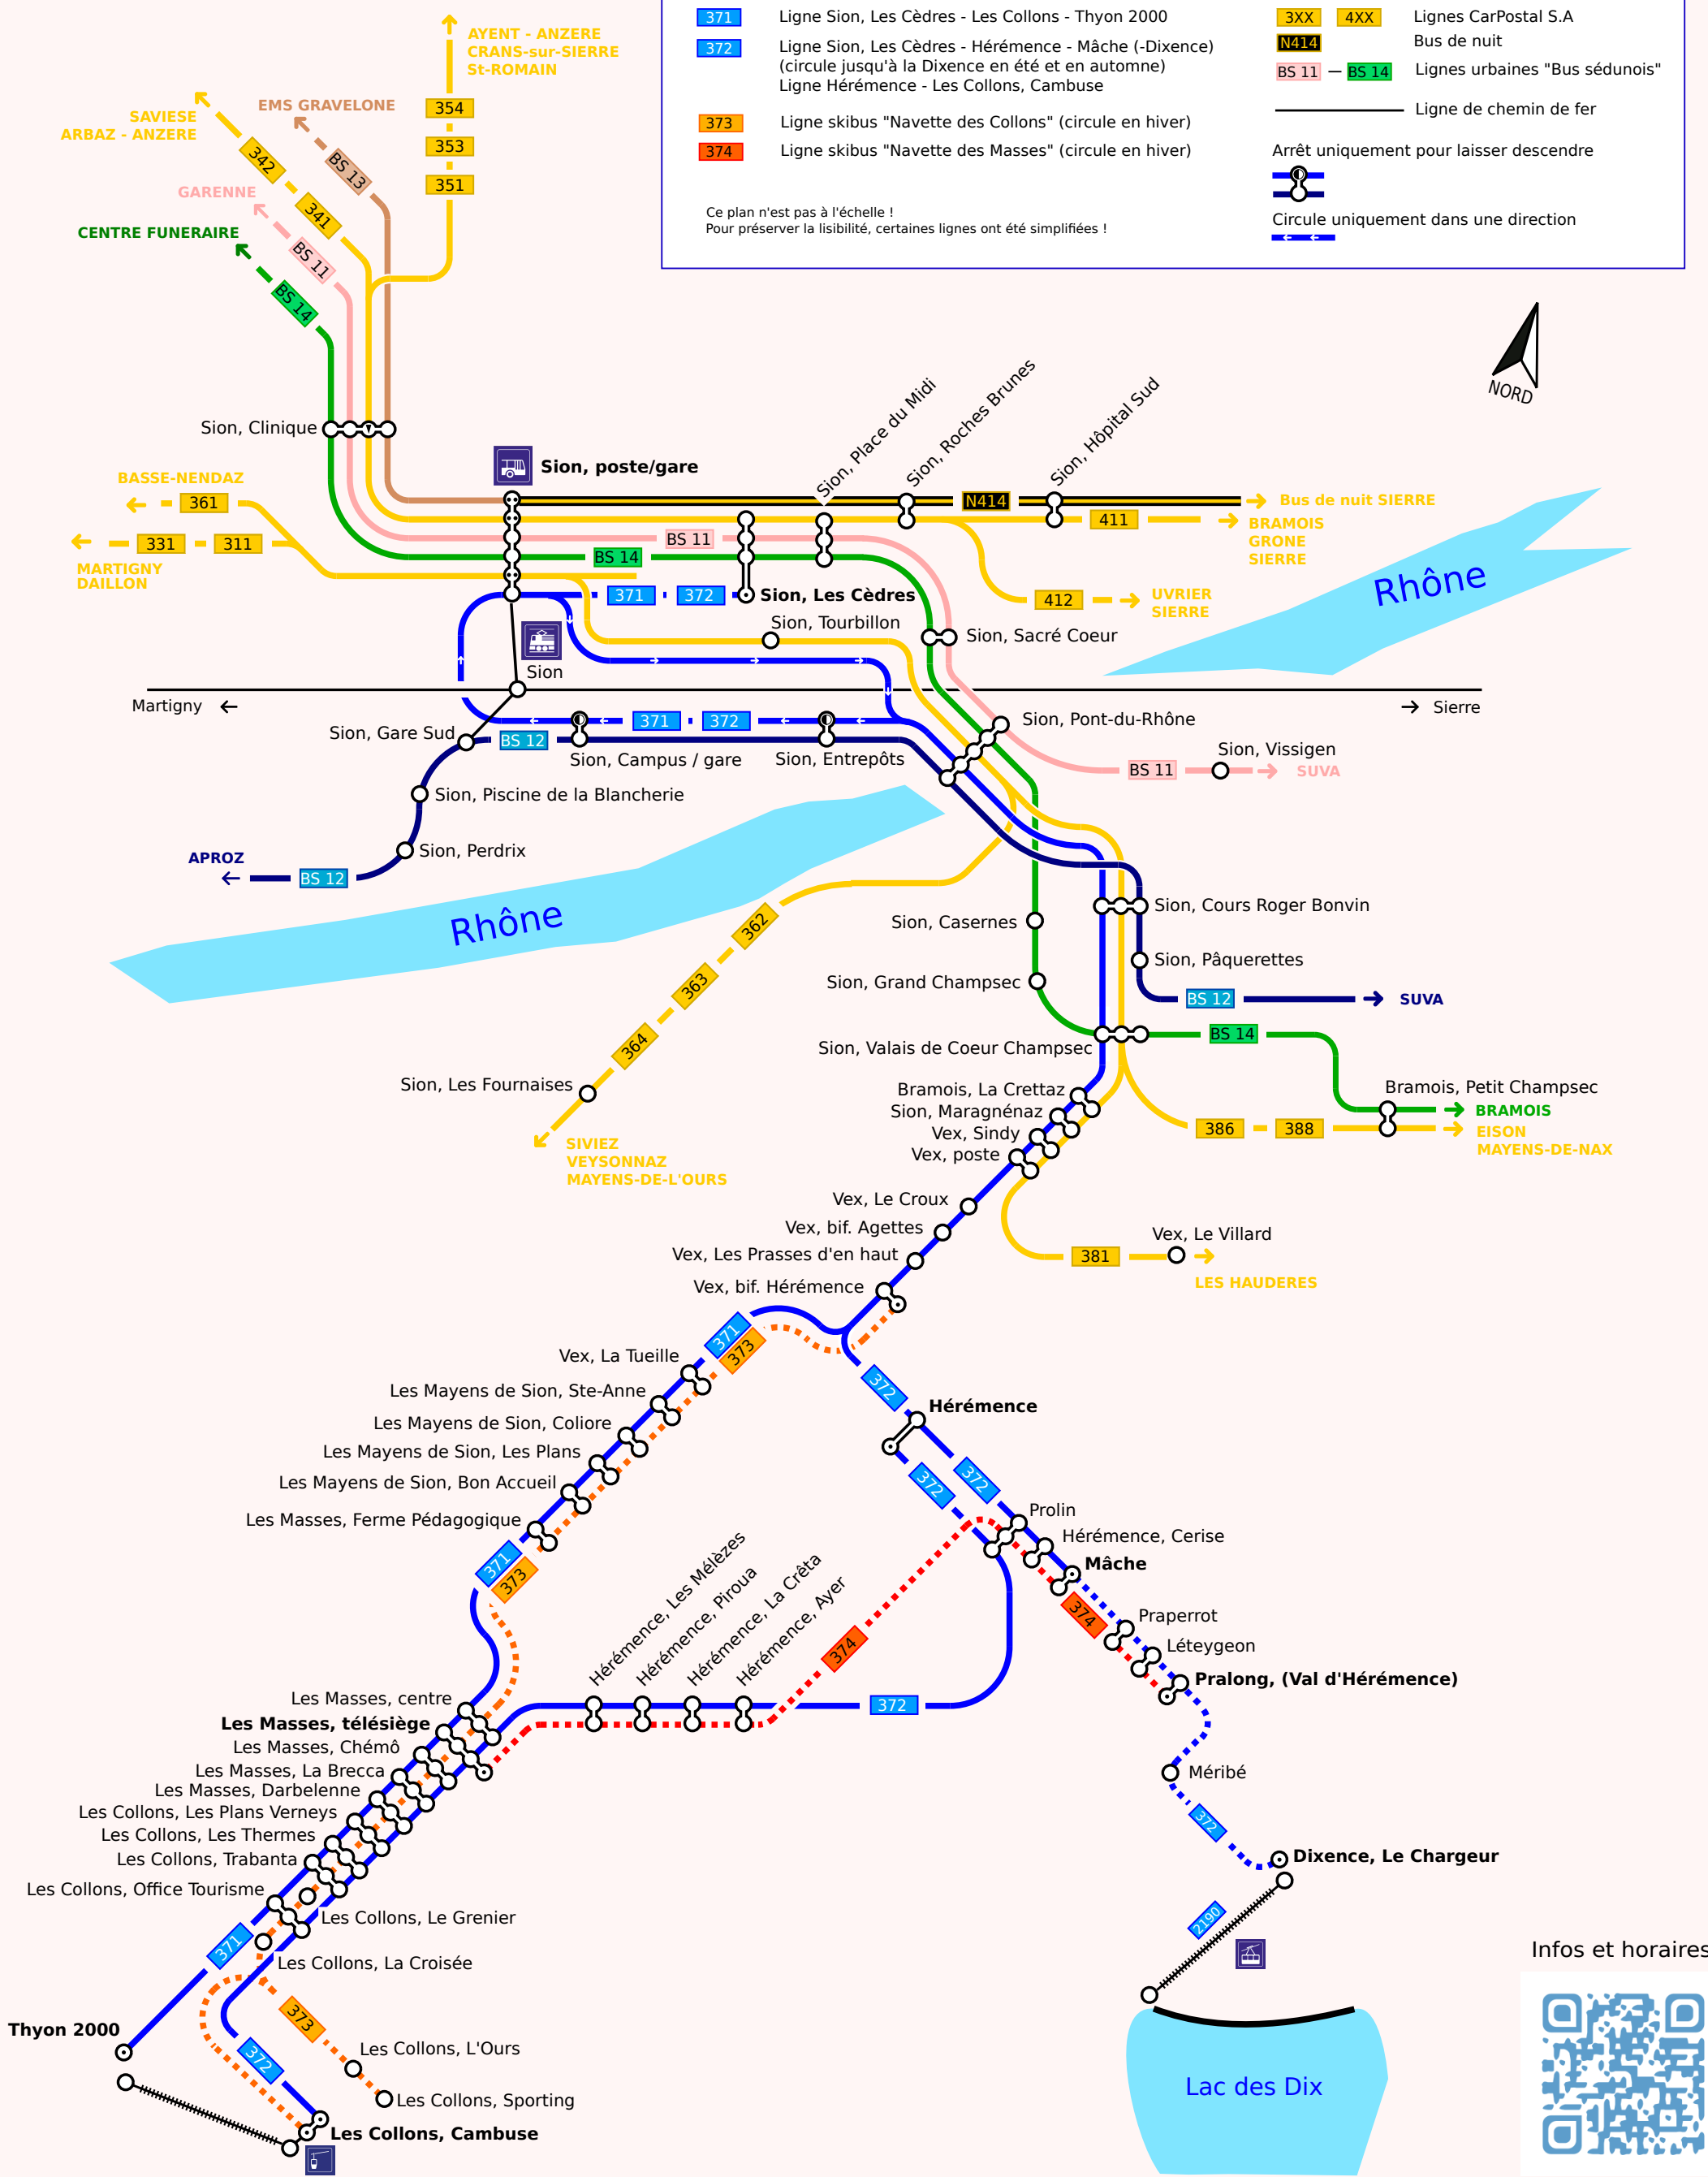 371
Ligne Sion, Les Cèdres - Les Collons - Thyon 2000
372
Ligne Sion, Les Cèdres - Hérémence - Mâche (-Dixence)
(circule jusqu'à la Dixence en été et en automne)
Ligne Hérémence - Les Collons, Cambuse
373
Ligne skibus "Navette des Collons" (circule en hiver)
374
Ligne skibus "Navette des Masses" (circule en hiver)
Ce plan n'est pas à l'échelle !
Pour préserver la lisibilité, certaines lignes ont été simplifiées !
3XX 4XX
Lignes CarPostal S.A
N414
Bus de nuit
BS 11 — BS 14
Lignes urbaines "Bus sédunois"
Ligne de chemin de fer
Arrêt uniquement pour laisser descendre
Circule uniquement dans une direction
AYENT - ANZERE
CRANS-sur-SIERRE
St-ROMAIN
354
353
351
EMS GRAVELONE
BS 13
SAVIESE
ARBAZ - ANZERE
342
341
GARENNE
BS 11
CENTRE FUNERAIRE
BS 14
NORD
Sion, Clinique
Sion, poste/gare
Sion, Place du Midi
Sion, Roches Brunes
Sion, Hôpital Sud
BASSE-NENDAZ
361
331
311
MARTIGNY
DAILLON
N414
Bus de nuit SIERRE
411
BRAMOIS
GRONE
SIERRE
BS 11
BS 14
371
372
Sion, Les Cèdres
412
UVRIER
SIERRE
Rhône
Sion, Tourbillon
Sion, Sacré Coeur
Sion
Martigny
Sierre
Sion, Gare Sud
371
372
BS 12
Sion, Campus / gare
Sion, Entrepôts
Sion, Pont-du-Rhône
Sion, Vissigen
BS 11
SUVA
Sion, Piscine de la Blancherie
Sion, Perdrix
APROZ
BS 12
Rhône
362
363
364
Sion, Les Fournaises
SIVIEZ
VEYSONNAZ
MAYENS-DE-L'OURS
Sion, Casernes
Sion, Cours Roger Bonvin
Sion, Pâquerettes
Sion, Grand Champsec
BS 12
SUVA
Sion, Valais de Coeur Champsec
BS 14
Bramois, Petit Champsec
BRAMOIS
386
388
EISON
MAYENS-DE-NAX
Bramois, La Crettaz
Sion, Maragnénaz
Vex, Sindy
Vex, poste
Vex, Le Croux
Vex, bif. Agettes
Vex, Les Prasses d'en haut
Vex, bif. Hérémence
381
Vex, Le Villard
LES HAUDERES
371
373
Vex, La Tueille
Les Mayens de Sion, Ste-Anne
Les Mayens de Sion, Coliore
Les Mayens de Sion, Les Plans
Les Mayens de Sion, Bon Accueil
Les Masses, Ferme Pédagogique
371
373
372
Hérémence
372
372
Prolin
Hérémence, Cerise
Mâche
374
Praperrot
Léteygeon
Pralong, (Val d'Hérémence)
Méribé
372
Dixence, Le Chargeur
2190
Lac des Dix
Hérémence, Les Mélèzes
Hérémence, Piroua
Hérémence, La Crêta
Hérémence, Ayer
374
372
Les Masses, centre
Les Masses, télésiège
Les Masses, Chémô
Les Masses, La Brecca
Les Masses, Darbelenne
Les Collons, Les Plans Verneys
Les Collons, Les Thermes
Les Collons, Trabanta
Les Collons, Office Tourisme
Les Collons, Le Grenier
Les Collons, La Croisée
371
373
372
Thyon 2000
Les Collons, L'Ours
Les Collons, Sporting
Les Collons, Cambuse
Infos et horaires